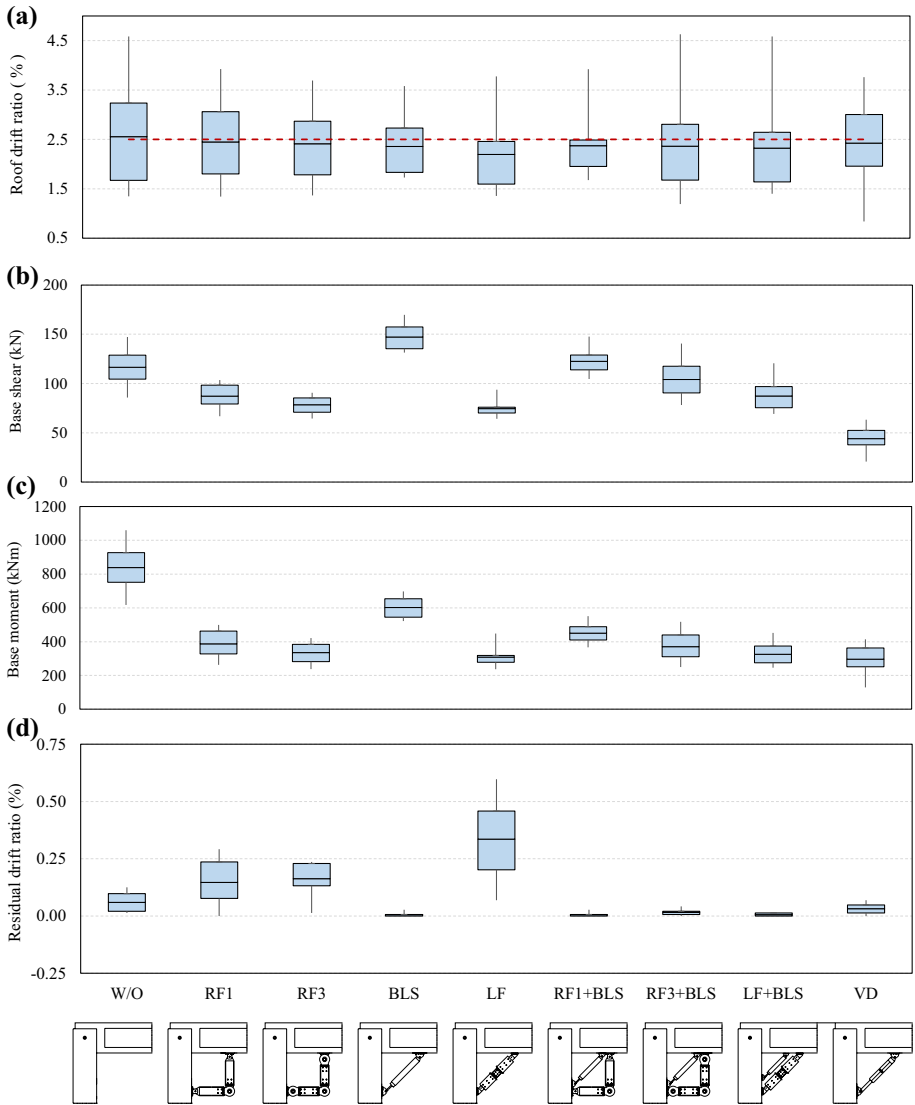 (a)
Roof drift ratio ( %)
4.5
3.5
2.5
1.5
0.5
(b)
Base shear (kN)
200
150
100
50
0
(c)
Base moment (kNm)
1200
1000
800
600
400
200
0
(d)
Residual drift ratio (%)
0.75
0.50
0.25
0.00
-0.25
W/O RF1 RF3 BLS LF RF1+BLS RF3+BLS LF+BLS VD